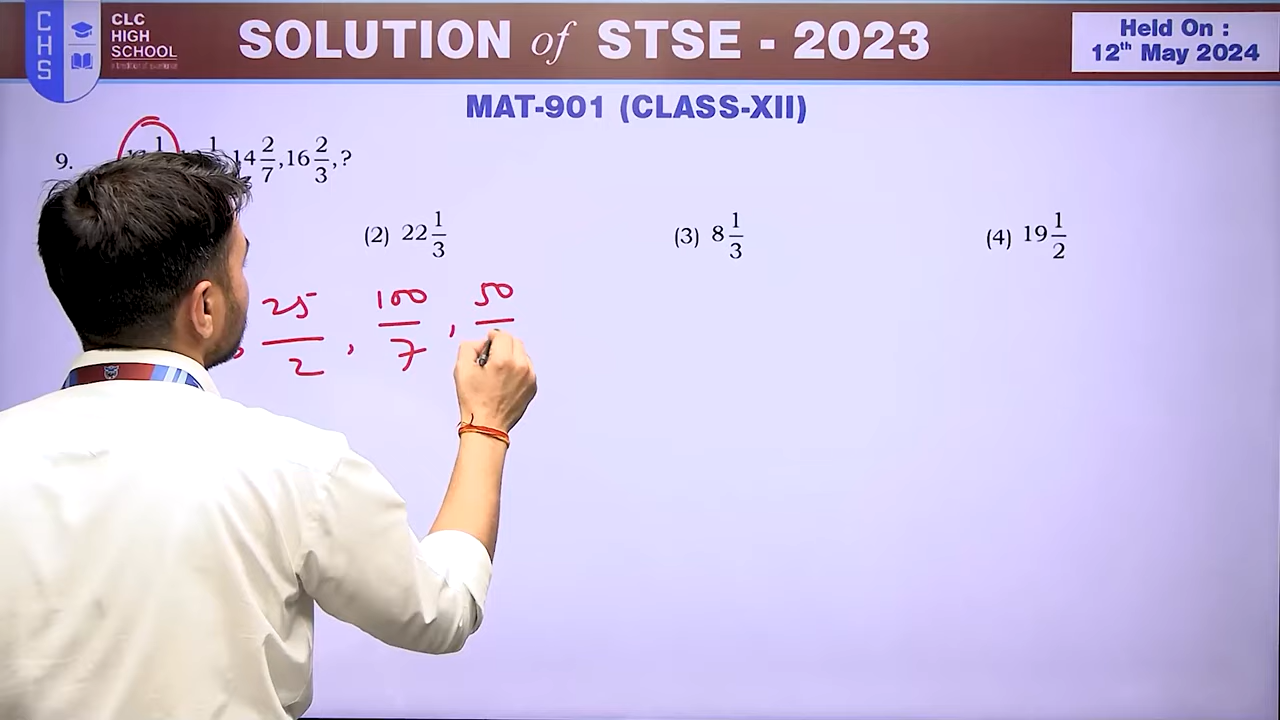 CHS
CLC
HIGH
SCHOOL
SOLUTION of STSE - 2023
Held On :
12th May 2024
MAT-901 (CLASS-XII)
9. 14 2/7, 16 2/3, ?
(2) 22 1/3 (3) 8 1/3 (4) 19 1/2
, 25/2, 100/7, 50/